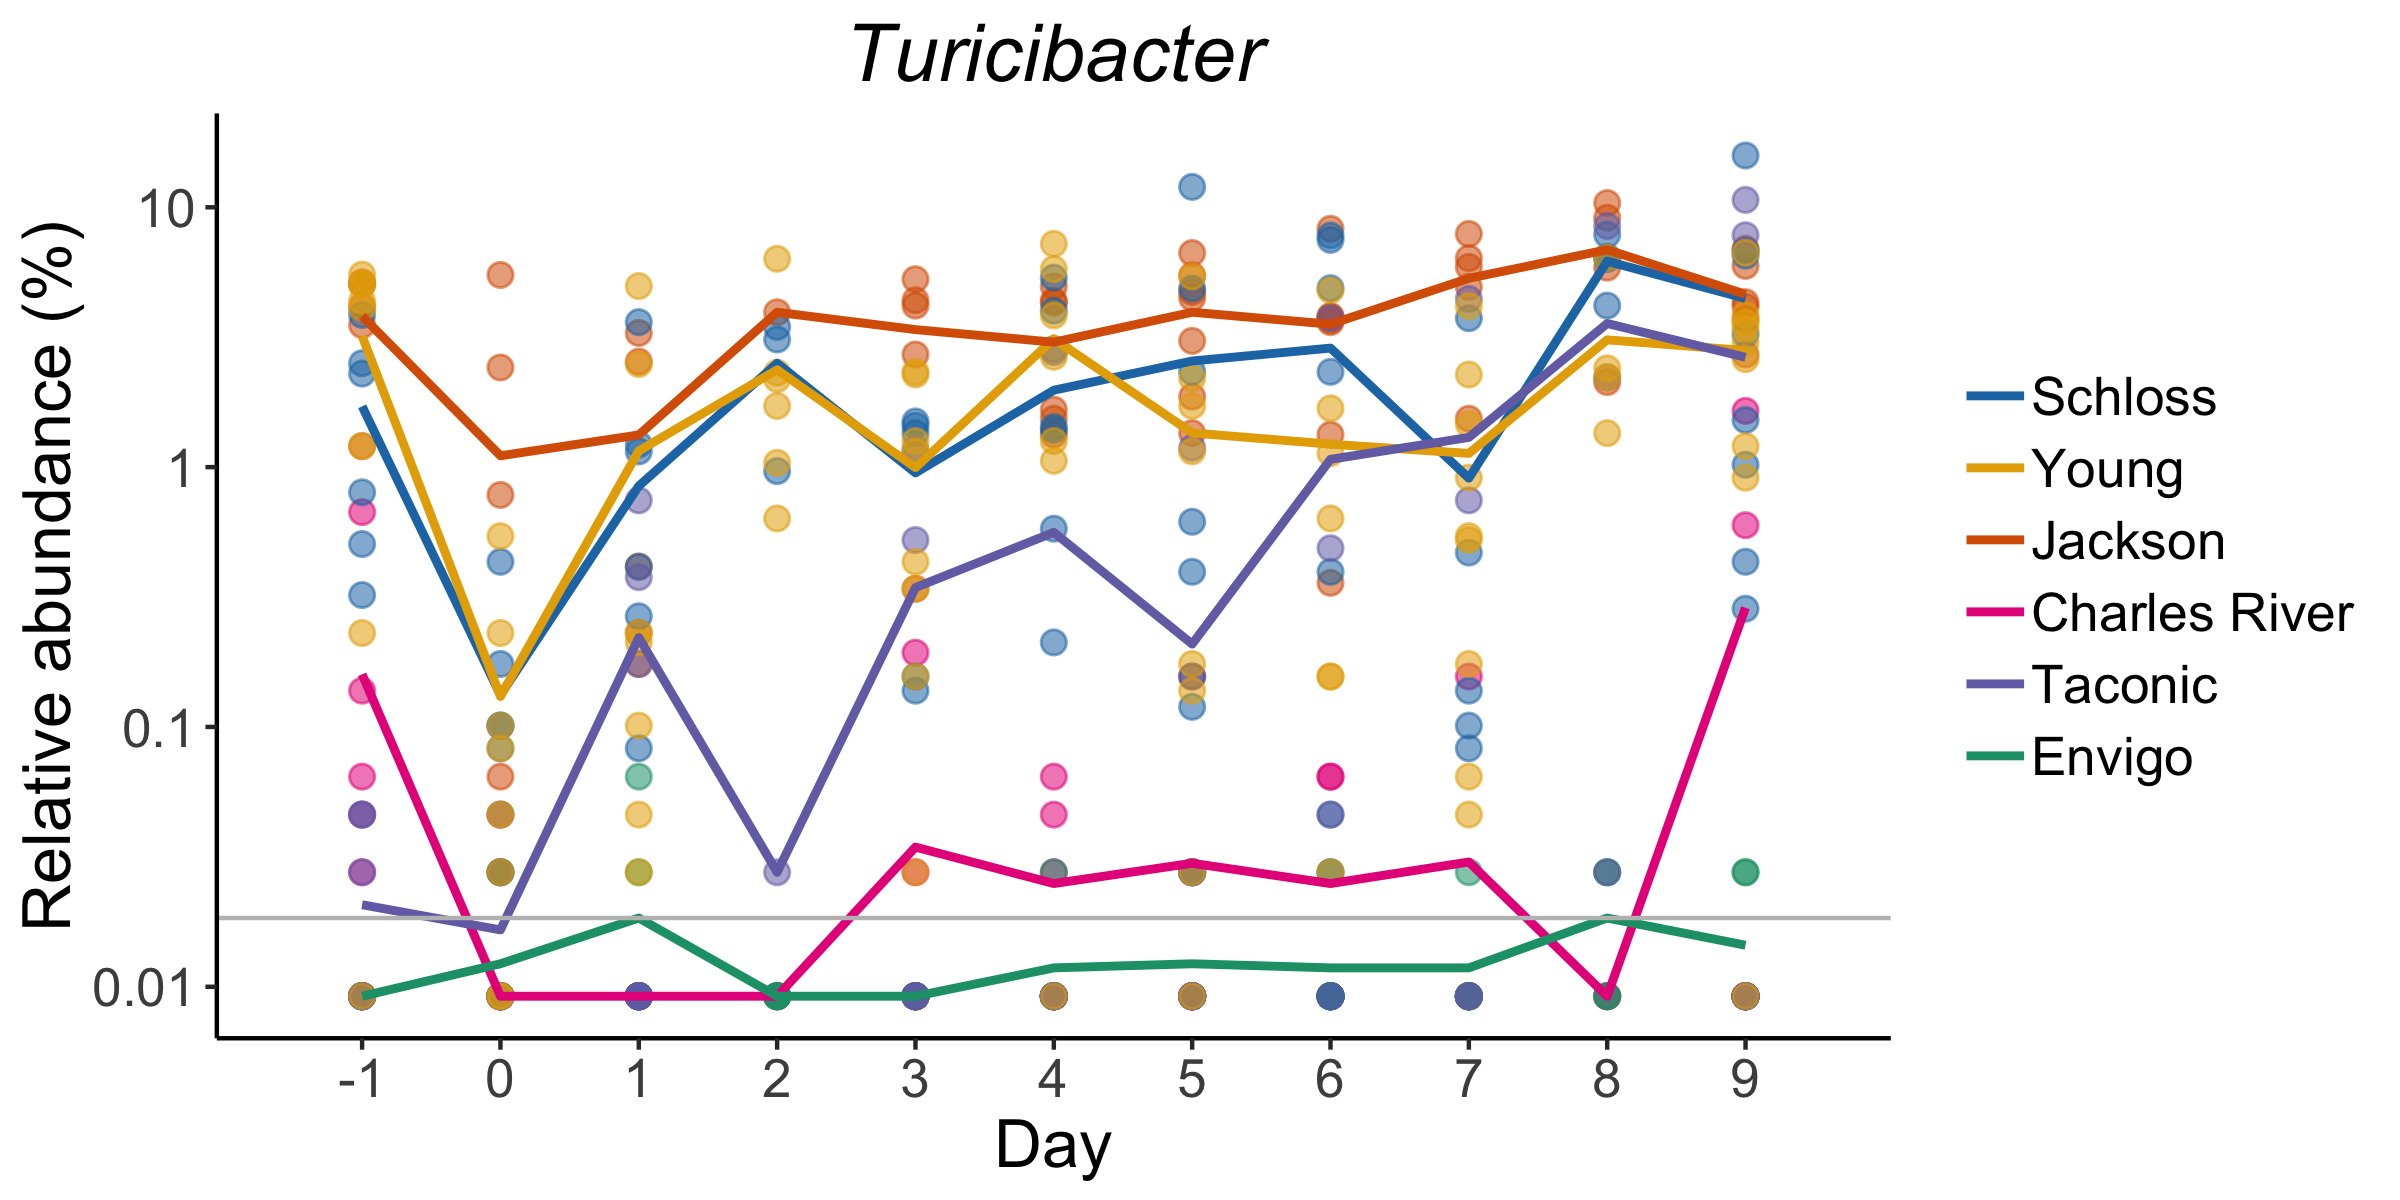 Turicibacter
Relative abundance (%)
10
1
0.1
0.01
-1 0 1 2 3 4 5 6 7 8 9
Day
Schloss
Young
Jackson
Charles River
Taconic
Envigo